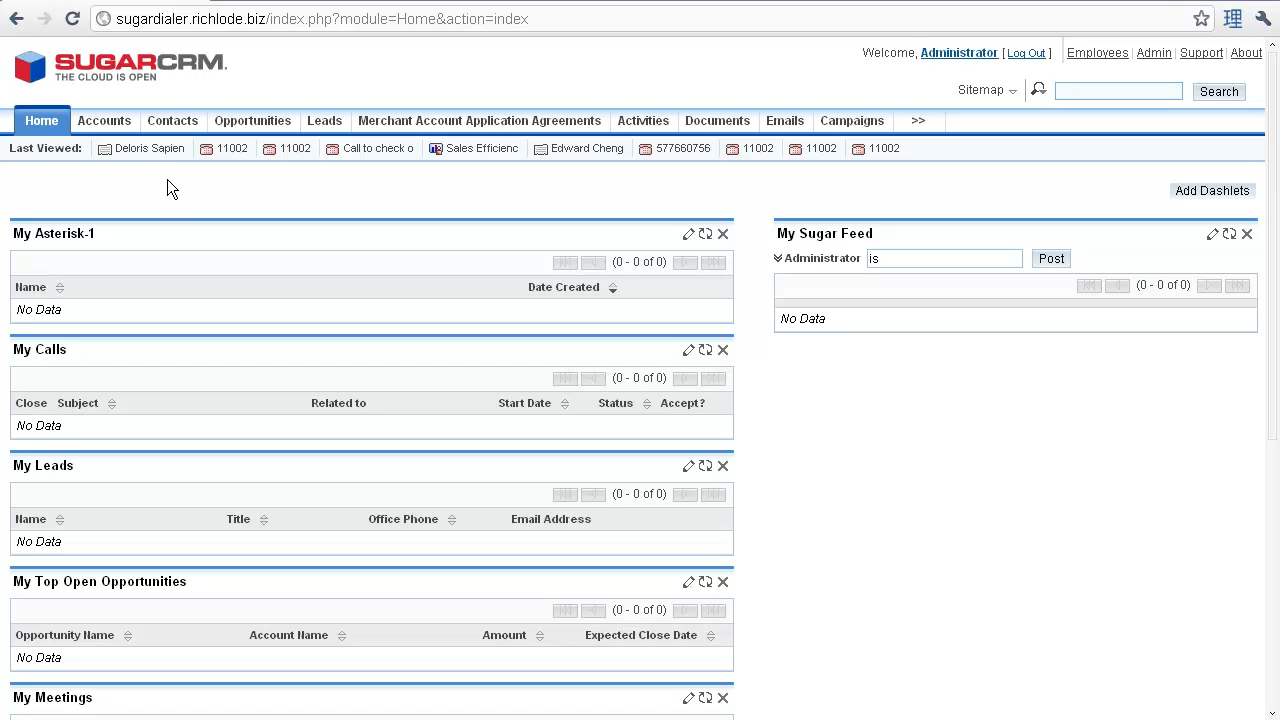 sugardialer.richlode.biz/index.php?module=Home&action=index
理
SUGARCRM.
THE CLOUD IS OPEN
Welcome, Administrator [ Log Out ] Employees Admin Support About
Sitemap Search
Home Accounts Contacts Opportunities Leads Merchant Account Application Agreements Activities Documents Emails Campaigns >>
Last Viewed: Deloris Sapien 11002 11002 Call to check o Sales Efficienc Edward Cheng 577660756 11002 11002 11002
Add Dashlets
My Asterisk-1
(0 - 0 of 0)
Name Date Created
No Data
My Calls
(0 - 0 of 0)
Close Subject Related to Start Date Status Accept?
No Data
My Leads
(0 - 0 of 0)
Name Title Office Phone Email Address
No Data
My Top Open Opportunities
(0 - 0 of 0)
Opportunity Name Account Name Amount Expected Close Date
No Data
My Meetings
My Sugar Feed
Administrator is Post
(0 - 0 of 0)
No Data